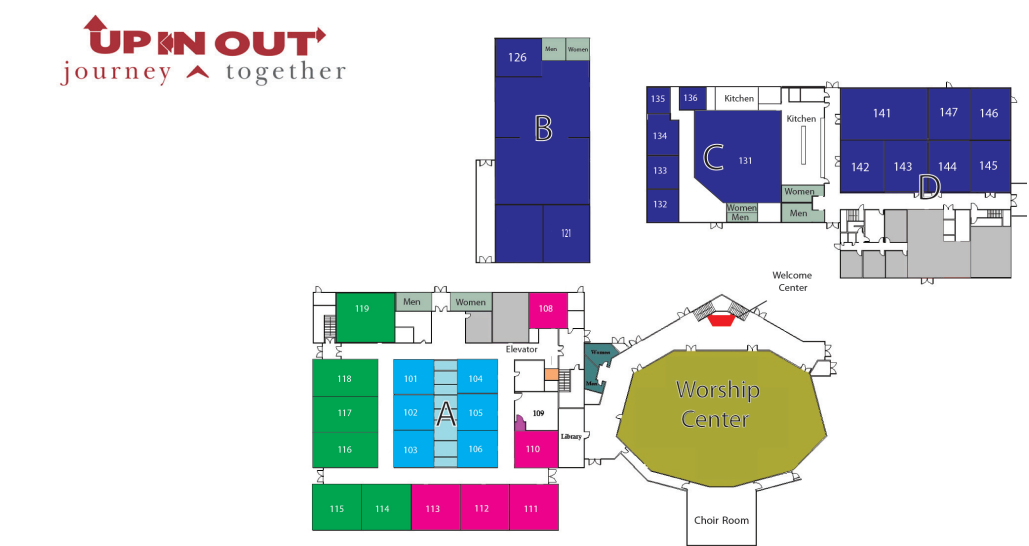 UP IN OUT
journey together
126
Men
Women
B
121
135
136
Kitchen
Kitchen
134
C
131
133
132
Women
Men
Women
Men
141
147
146
142
143
144
145
D
Welcome
Center
119
Men
Women
108
Elevator
Women
Men
118
101
104
117
102
A
105
109
116
103
106
110
Library
115
114
113
112
111
Worship
Center
Choir Room